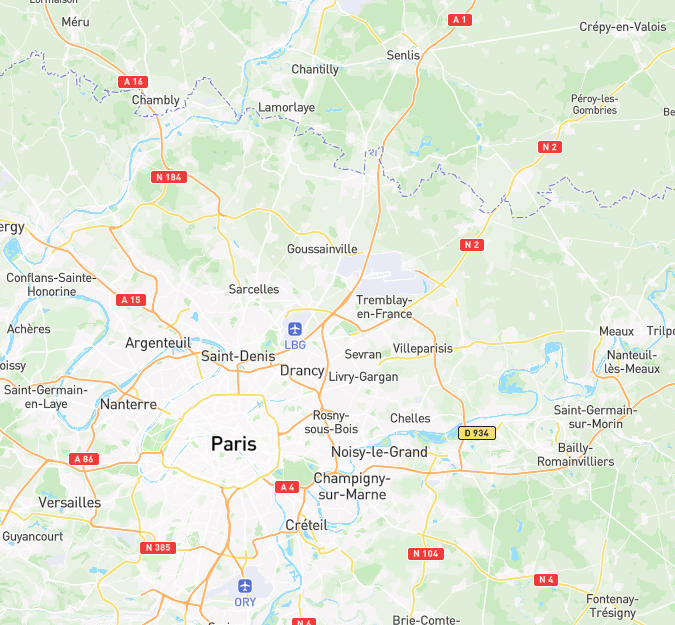 Méru
A 1
Crépy-en-Valois
Senlis
Chantilly
A 16
Chambly
Lamorlaye
Péroy-les-
Gombries
Be
N 2
N 184
ergy
N 2
Goussainville
Conflans-Sainte-
Honorine
Sarcelles
A 15
Tremblay-
en-France
Achères
LBG
Argenteuil
Saint-Denis
Sevran
Villeparisis
Meaux
Trilpo
Nanteuil-
lès-Meaux
oissy
Drancy
Livry-Gargan
Saint-Germain-
en-Laye
Nanterre
Rosny-
sous-Bois
Chelles
Saint-Germain-
sur-Morin
D 934
Paris
Noisy-le-Grand
Bailly-
Romainvilliers
A 86
A 4
Champigny-
sur-Marne
Versailles
Créteil
Guyancourt
N 385
N 104
N 4
ORY
Fontenay-
Trésigny
N 6
Brie-Comte-